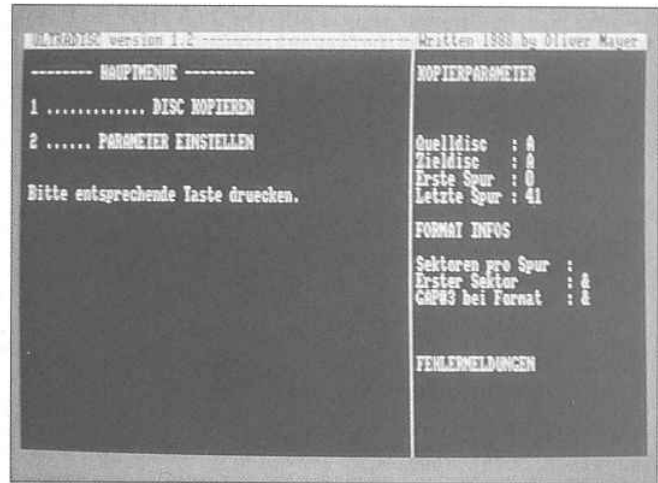 ULTRADISC version 1.2 ---------------------------- Written 1988 by Oliver Mayer
-------- HAUPTMENUE --------
1 ............. DISC KOPIEREN
2 ...... PARAMETER EINSTELLEN
Bitte entsprechende Taste druecken.
KOPIERPARAMETER
Quelldisc : A
Zieldisc : A
Erste Spur : 0
Letzte Spur : 41
FORMAT INFOS
Sektoren pro Spur :
Erster Sektor : &
GAP#3 bei Format : &
FEHLERMELDUNGEN